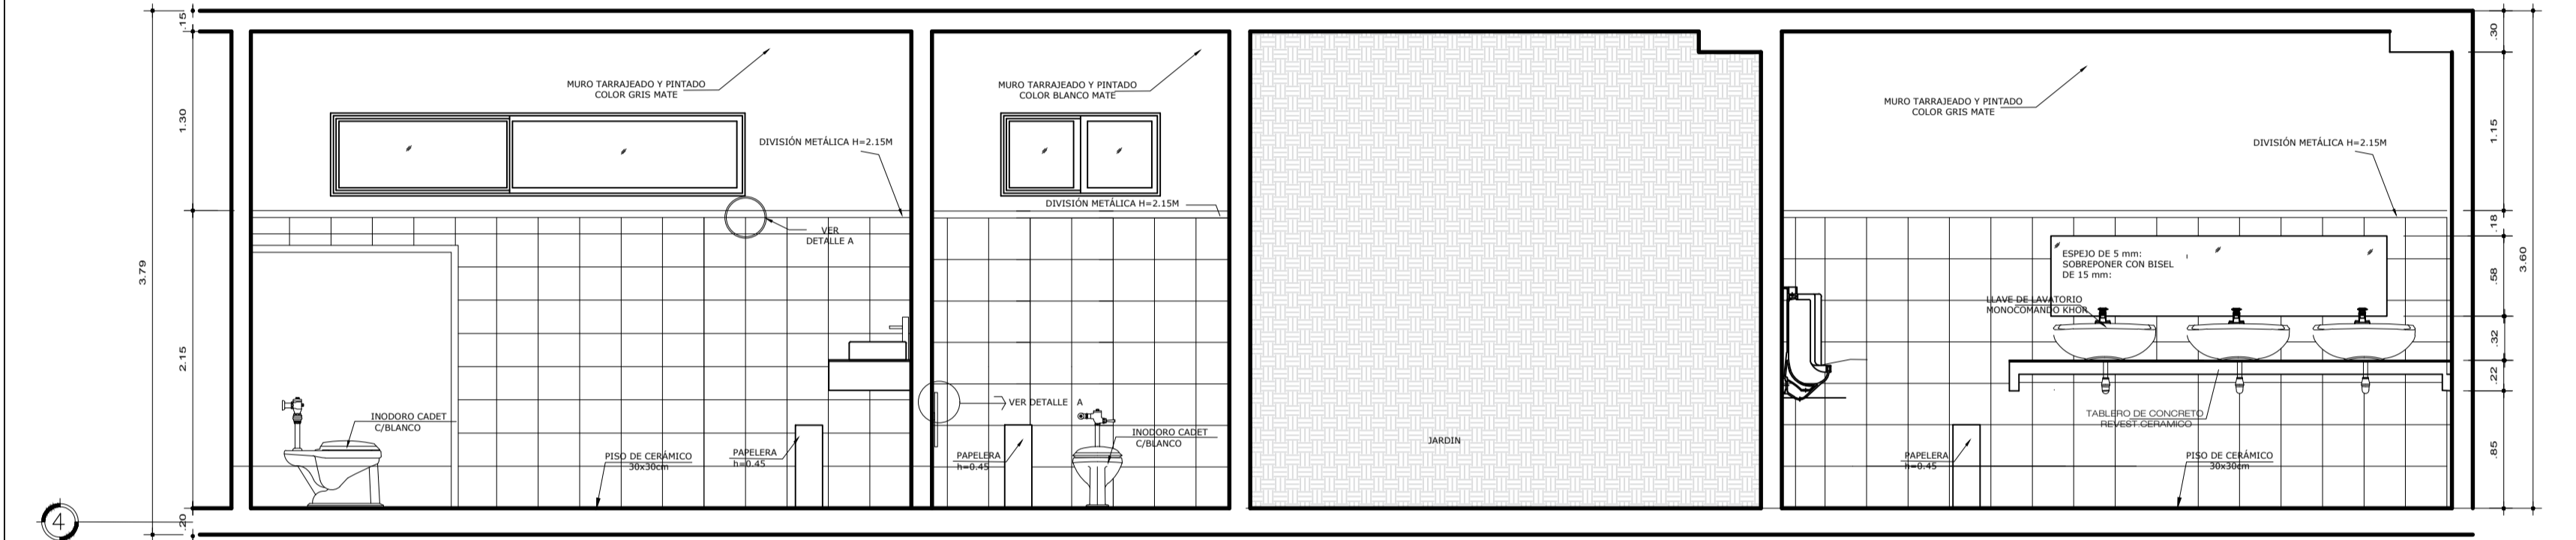 .15
1.30
3.79
2.15
.20
4
MURO TARRAJEADO Y PINTADO
COLOR GRIS MATE
DIVISIÓN METÁLICA H=2.15M
VER
DETALLE A
INODORO CADET
C/BLANCO
PISO DE CERÁMICO
30x30cm
PAPELERA
h=0.45
MURO TARRAJEADO Y PINTADO
COLOR BLANCO MATE
DIVISIÓN METÁLICA H=2.15M
VER DETALLE A
INODORO CADET
C/BLANCO
PAPELERA
h=0.45
JARDIN
MURO TARRAJEADO Y PINTADO
COLOR GRIS MATE
DIVISIÓN METÁLICA H=2.15M
ESPEJO DE 5 mm:
SOBREPONER CON BISEL
DE 15 mm:
LLAVE DE LAVATORIO
MONOCOMANDO KHOR
TABLERO DE CONCRETO
REVEST.CERAMICO
PAPELERA
h=0.45
PISO DE CERÁMICO
30x30cm
.30
1.15
.18
.58
3.60
.32
.22
.85